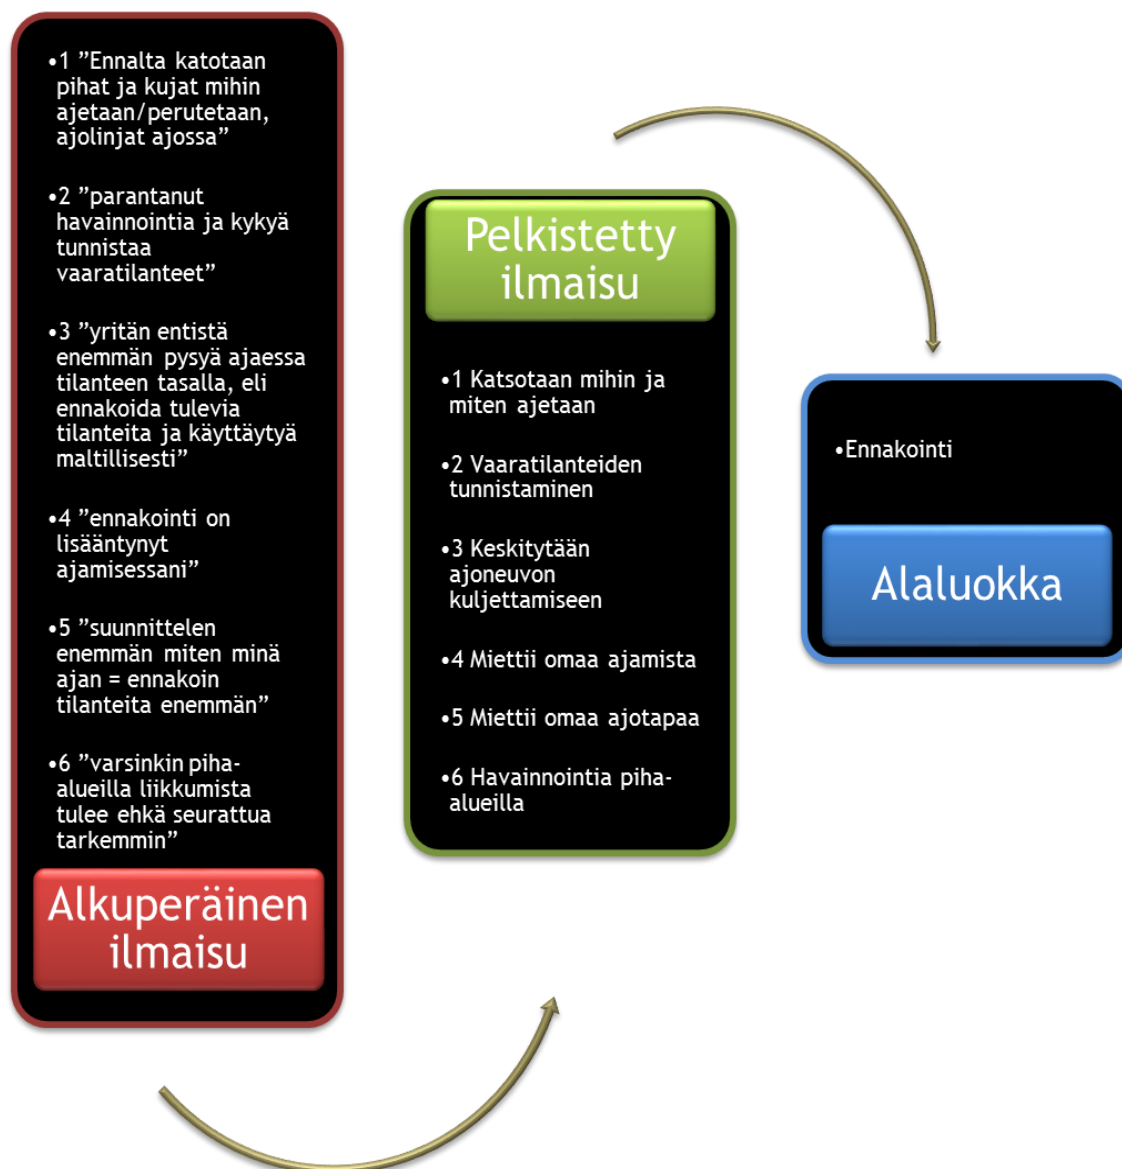 •1 ”Ennalta katotaan
pihat ja kujat mihin
ajetaan/perutetaan,
ajolinjat ajossa”
•2 ”parantanut
havainnointia ja kykyä
tunnistaa
vaaratilanteet”
•3 ”yritän entistä
enemmän pysyä ajaessa
tilanteen tasalla, eli
ennakoida tulevia
tilanteita ja käyttäytyä
maltillisesti”
•4 ”ennakointi on
lisääntynyt
ajamisessani”
•5 ”suunnittelen
enemmän miten minä
ajan = ennakoin
tilanteita enemmän”
•6 ”varsinkin piha-
alueilla liikkumista
tulee ehkä seurattua
tarkemmin”
Alkuperäinen
ilmaisu
Pelkistetty
ilmaisu
•1 Katsotaan mihin ja
miten ajetaan
•2 Vaaratilanteiden
tunnistaminen
•3 Keskitytään
ajoneuvon
kuljettamiseen
•4 Miettii omaa ajamista
•5 Miettii omaa ajotapaa
•6 Havainnointia piha-
alueilla
•Ennakointi
Alaluokka